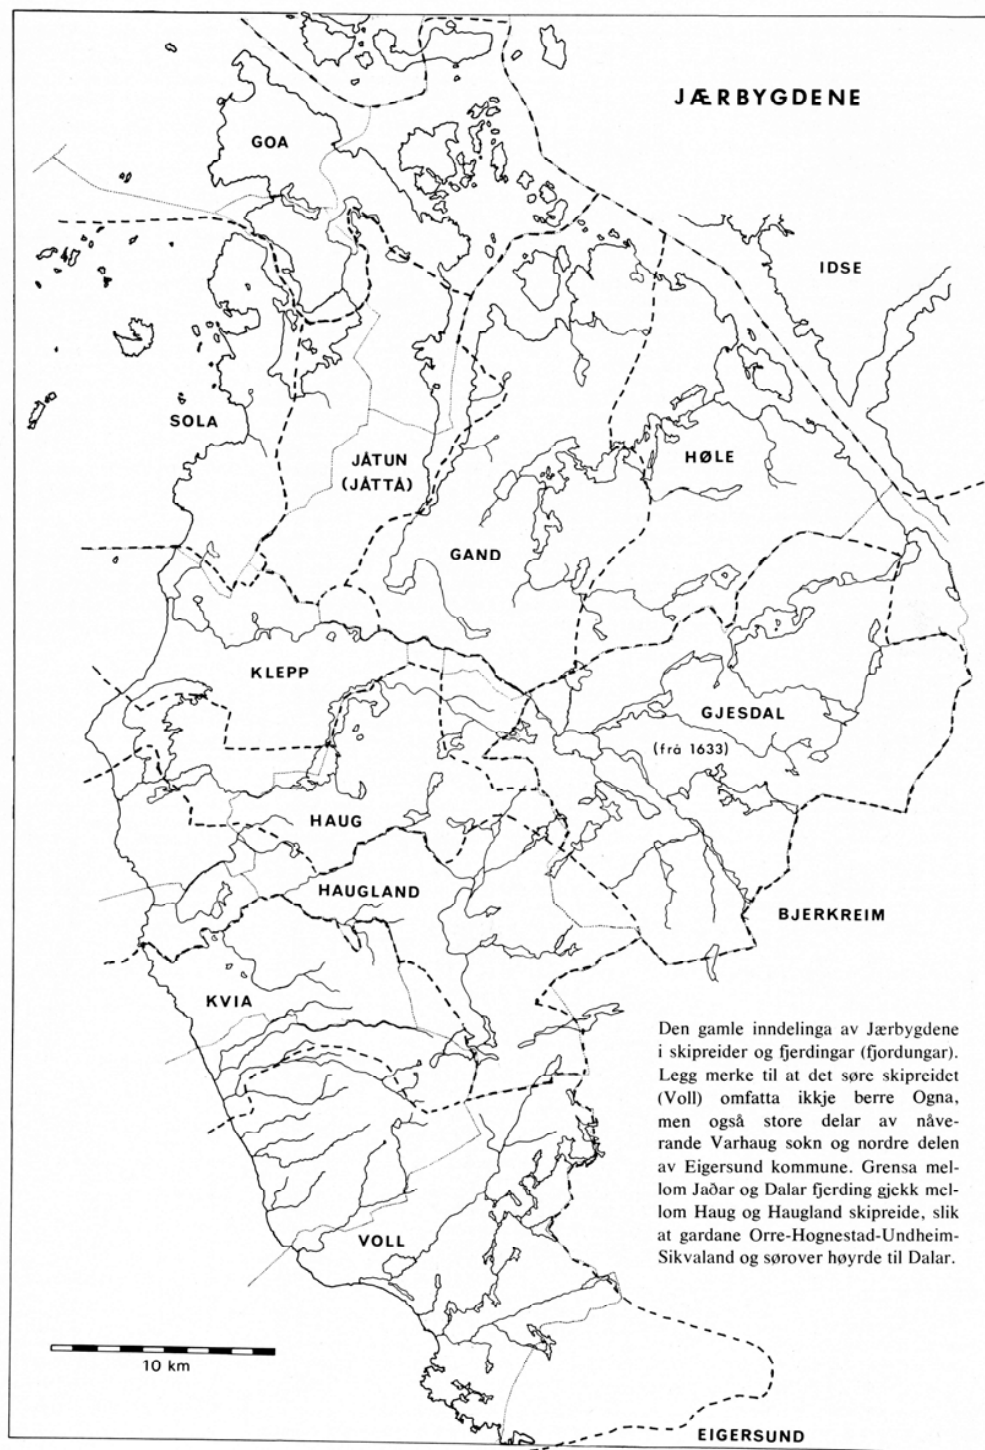 JÆRBYGDENE
GOA
IDSE
SOLA
JÅTUN
(JÅTTÅ)
HØLE
GAND
KLEPP
GJESDAL
(frå 1633)
HAUG
HAUGLAND
BJERKREIM
KVIA
Den gamle inndelinga av Jærbygdene
i skipreider og fjerdingar (fjordungar).
Legg merke til at det søre skipreidet
(Voll) omfatta ikkje berre Ogna,
men også store delar av nåve-
rande Varhaug sokn og nordre delen
av Eigersund kommune. Grensa mel-
lom Jaðar og Dalar fjerding gjekk mel-
lom Haug og Haugland skipreide, slik
at gardane Orre-Hognestad-Undheim-
Sikvaland og sørover høyrde til Dalar.
VOLL
10 km
EIGERSUND